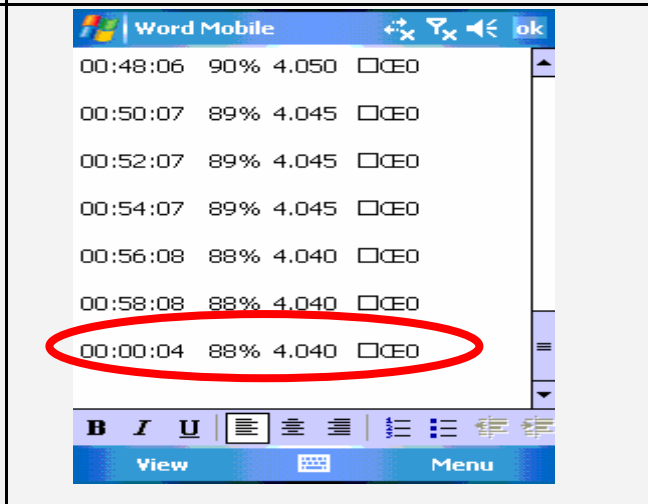 Word Mobile ok
00:48:06 90% 4.050 □Œ0
00:50:07 89% 4.045 □Œ0
00:52:07 89% 4.045 □Œ0
00:54:07 89% 4.045 □Œ0
00:56:08 88% 4.040 □Œ0
00:58:08 88% 4.040 □Œ0
00:00:04 88% 4.040 □Œ0
B I U
View Menu